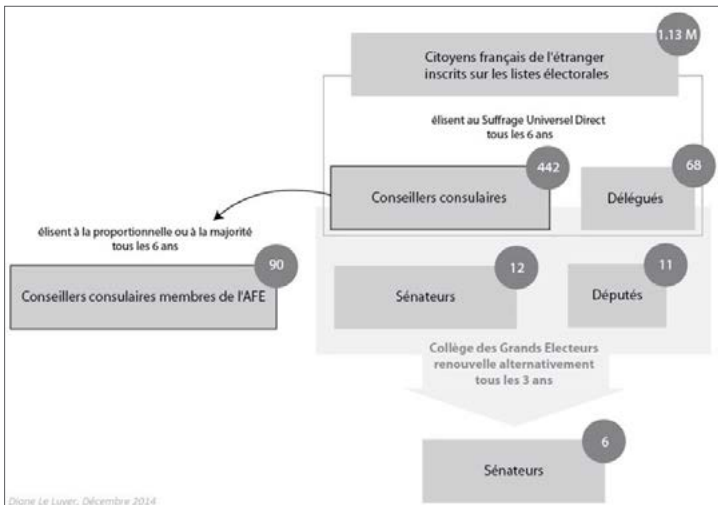 1.13 M
Citoyens français de l'étranger
inscrits sur les listes électorales
élisent au Suffrage Universel Direct
tous les 6 ans
442
Conseillers consulaires
68
Délégués
élisent à la proportionnelle ou à la majorité
tous les 6 ans
90
Conseillers consulaires membres de l'AFE
12
Sénateurs
11
Députés
Collège des Grands Electeurs
renouvelle alternativement
tous les 3 ans
6
Sénateurs
Diane Le Luyer, Décembre 2014